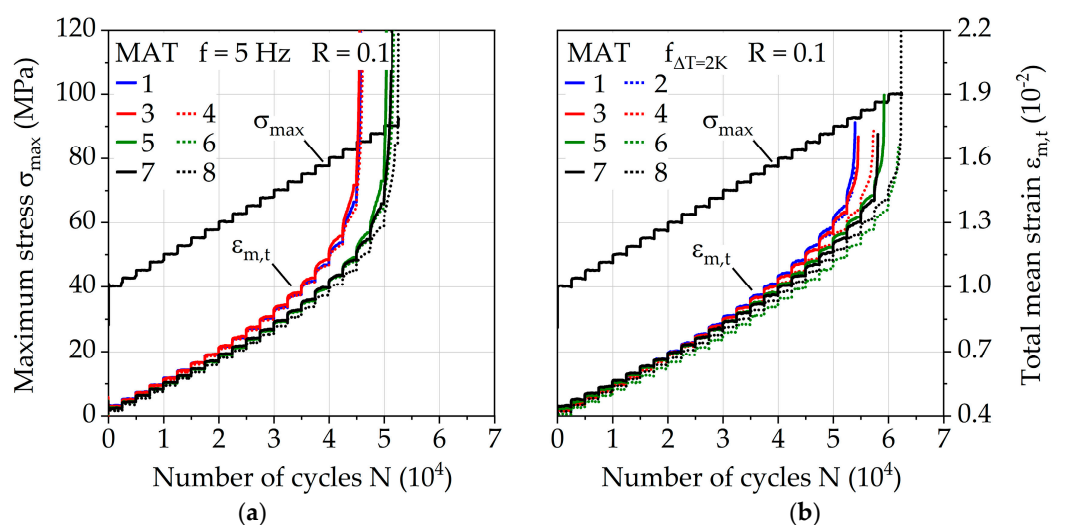 MAT f = 5 Hz R = 0.1
1
3 4
5 6
7 8
σmax
εm,t
120
100
80
60
40
20
0
0 1 2 3 4 5 6 7
Maximum stress σmax (MPa)
Number of cycles N (10⁴)
(a)
MAT fΔT=2K R = 0.1
1 2
3 4
5 6
7 8
σmax
εm,t
2.2
1.9
1.6
1.3
1.0
0.7
0.4
0 1 2 3 4 5 6 7
Total mean strain εm,t (10⁻²)
Number of cycles N (10⁴)
(b)